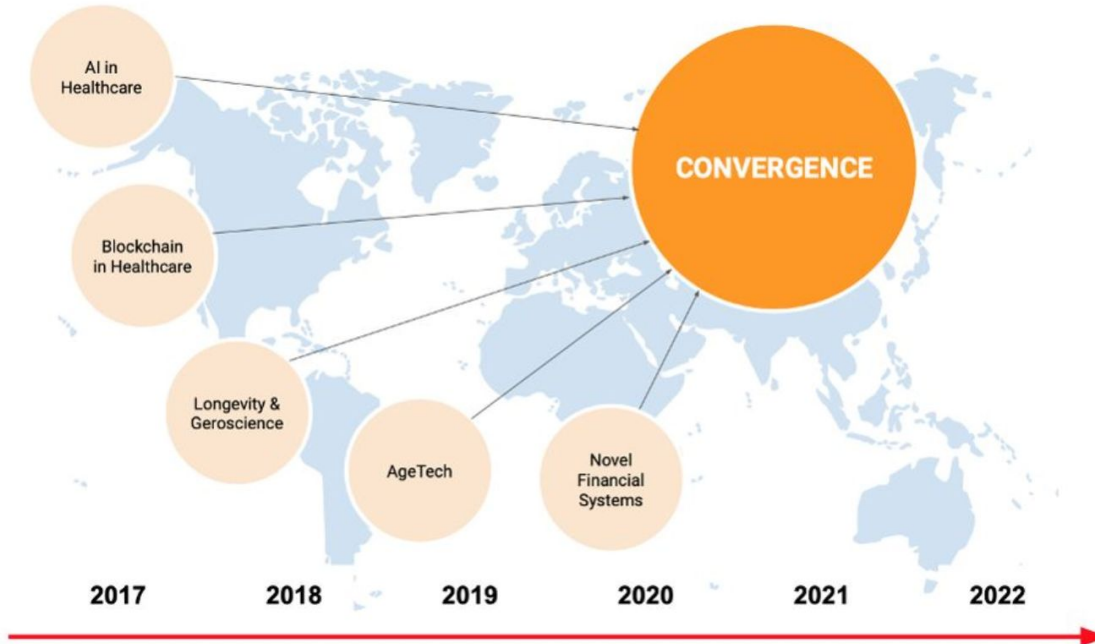 AI in
Healthcare
CONVERGENCE
Blockchain
in Healthcare
Longevity &
Geroscience
AgeTech
Novel
Financial
Systems
2017 2018 2019 2020 2021 2022